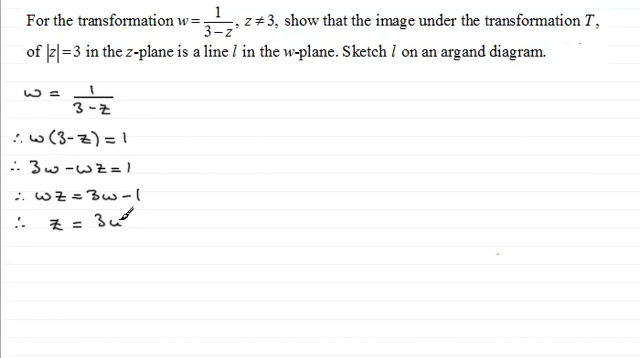 For the transformation w = 1/(3−z), z ≠ 3, show that the image under the transformation T,
of |z| = 3 in the z-plane is a line l in the w-plane. Sketch l on an argand diagram.
w = 1/(3−z)
∴ w(3−z) = 1
∴ 3w − wz = 1
∴ wz = 3w − 1
∴ z = 3w